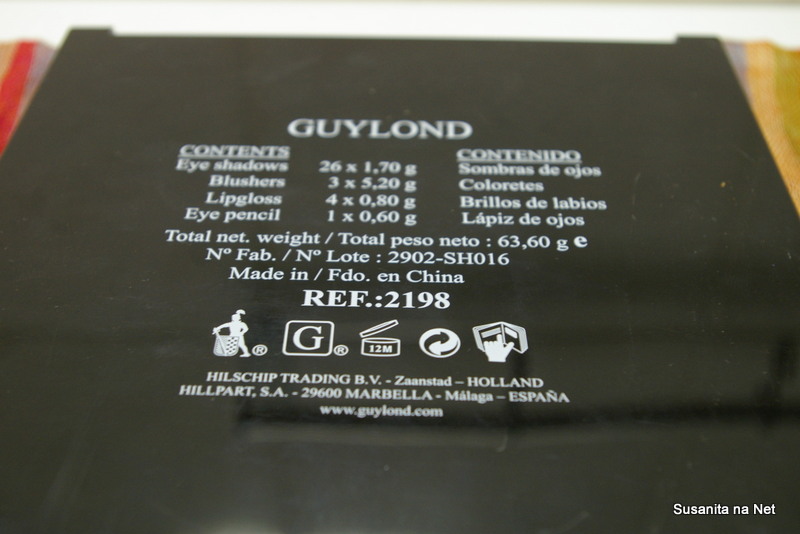 GUYLOND
CONTENTS CONTENIDO
Eye shadows 26 x 1,70 g Sombras de ojos
Blushers 3 x 5,20 g Coloretes
Lipgloss 4 x 0,80 g Brillos de labios
Eye pencil 1 x 0,60 g Lápiz de ojos
Total net. weight / Total peso neto : 63,60 g e
Nº Fab. / Nº Lote : 2902-SH016
Made in / Fdo. en China
REF.:2198
® G ® 12M
HILSCHIP TRADING B.V. - Zaanstad – HOLLAND
HILLPART, S.A. - 29600 MARBELLA - Málaga – ESPAÑA
www.guylond.com
Susanita na Net